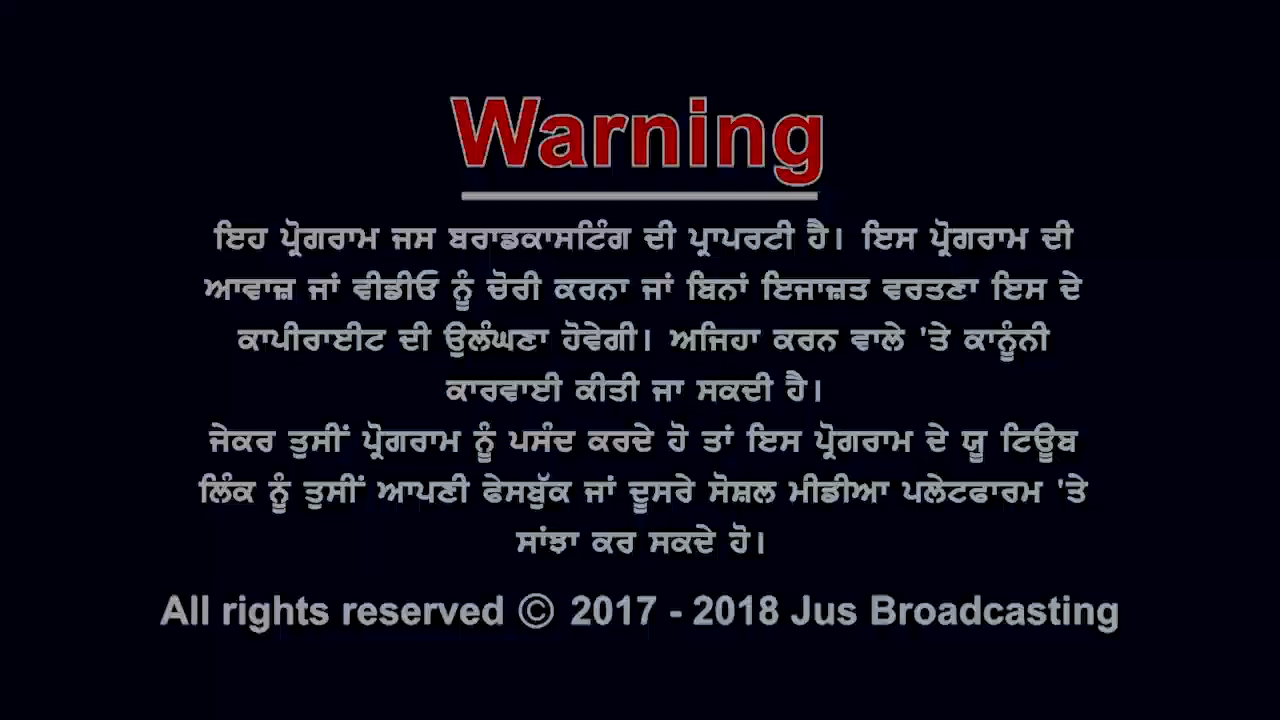 Warning
ਇਹ ਪ੍ਰੋਗਰਾਮ ਜਸ ਬਰਾਡਕਾਸਟਿੰਗ ਦੀ ਪ੍ਰਾਪਰਟੀ ਹੈ। ਇਸ ਪ੍ਰੋਗਰਾਮ ਦੀ
ਆਵਾਜ਼ ਜਾਂ ਵੀਡੀਓ ਨੂੰ ਚੋਰੀ ਕਰਨਾ ਜਾਂ ਬਿਨਾਂ ਇਜਾਜ਼ਤ ਵਰਤਣਾ ਇਸ ਦੇ
ਕਾਪੀਰਾਈਟ ਦੀ ਉਲੰਘਣਾ ਹੋਵੇਗੀ। ਅਜਿਹਾ ਕਰਨ ਵਾਲੇ 'ਤੇ ਕਾਨੂੰਨੀ
ਕਾਰਵਾਈ ਕੀਤੀ ਜਾ ਸਕਦੀ ਹੈ।
ਜੇਕਰ ਤੁਸੀਂ ਪ੍ਰੋਗਰਾਮ ਨੂੰ ਪਸੰਦ ਕਰਦੇ ਹੋ ਤਾਂ ਇਸ ਪ੍ਰੋਗਰਾਮ ਦੇ ਯੂ ਟਿਊਬ
ਲਿੰਕ ਨੂੰ ਤੁਸੀਂ ਆਪਣੀ ਫੇਸਬੁੱਕ ਜਾਂ ਦੂਸਰੇ ਸੋਸ਼ਲ ਮੀਡੀਆ ਪਲੇਟਫਾਰਮ 'ਤੇ
ਸਾਂਝਾ ਕਰ ਸਕਦੇ ਹੋ।
All rights reserved © 2017 - 2018 Jus Broadcasting